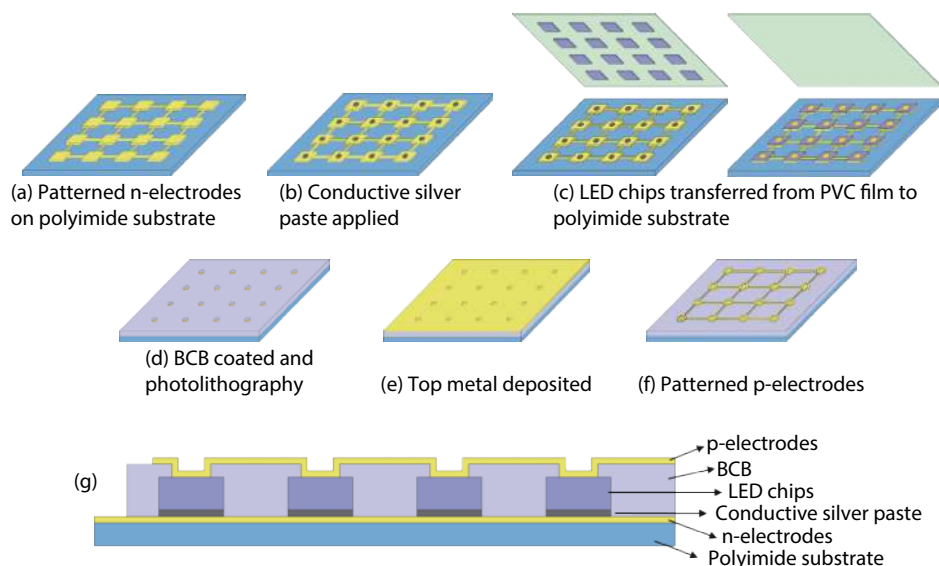 (a) Patterned n-electrodes
on polyimide substrate
(b) Conductive silver
paste applied
(c) LED chips transferred from PVC film to
polyimide substrate
(d) BCB coated and
photolithography
(e) Top metal deposited
(f) Patterned p-electrodes
(g)
p-electrodes
BCB
LED chips
Conductive silver paste
n-electrodes
Polyimide substrate